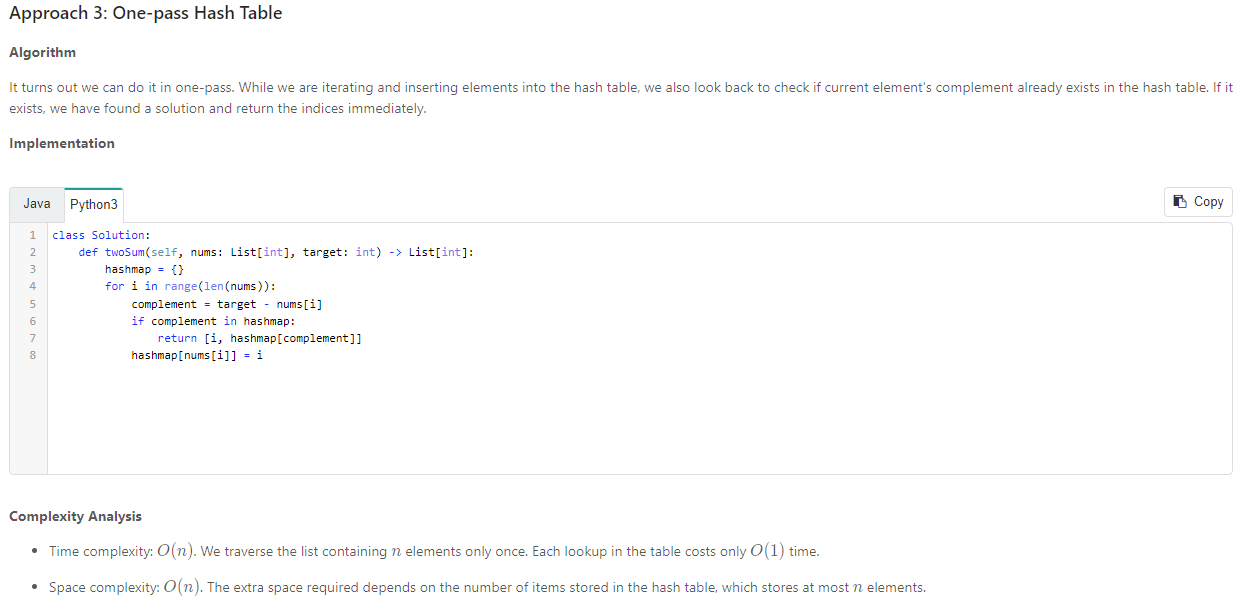 Approach 3: One-pass Hash Table
Algorithm
It turns out we can do it in one-pass. While we are iterating and inserting elements into the hash table, we also look back to check if current element's complement already exists in the hash table. If it
exists, we have found a solution and return the indices immediately.
Implementation
Java Python3 Copy
1 class Solution:
2     def twoSum(self, nums: List[int], target: int) -> List[int]:
3         hashmap = {}
4         for i in range(len(nums)):
5             complement = target - nums[i]
6             if complement in hashmap:
7                 return [i, hashmap[complement]]
8             hashmap[nums[i]] = i
Complexity Analysis
• Time complexity: O(n). We traverse the list containing n elements only once. Each lookup in the table costs only O(1) time.
• Space complexity: O(n). The extra space required depends on the number of items stored in the hash table, which stores at most n elements.